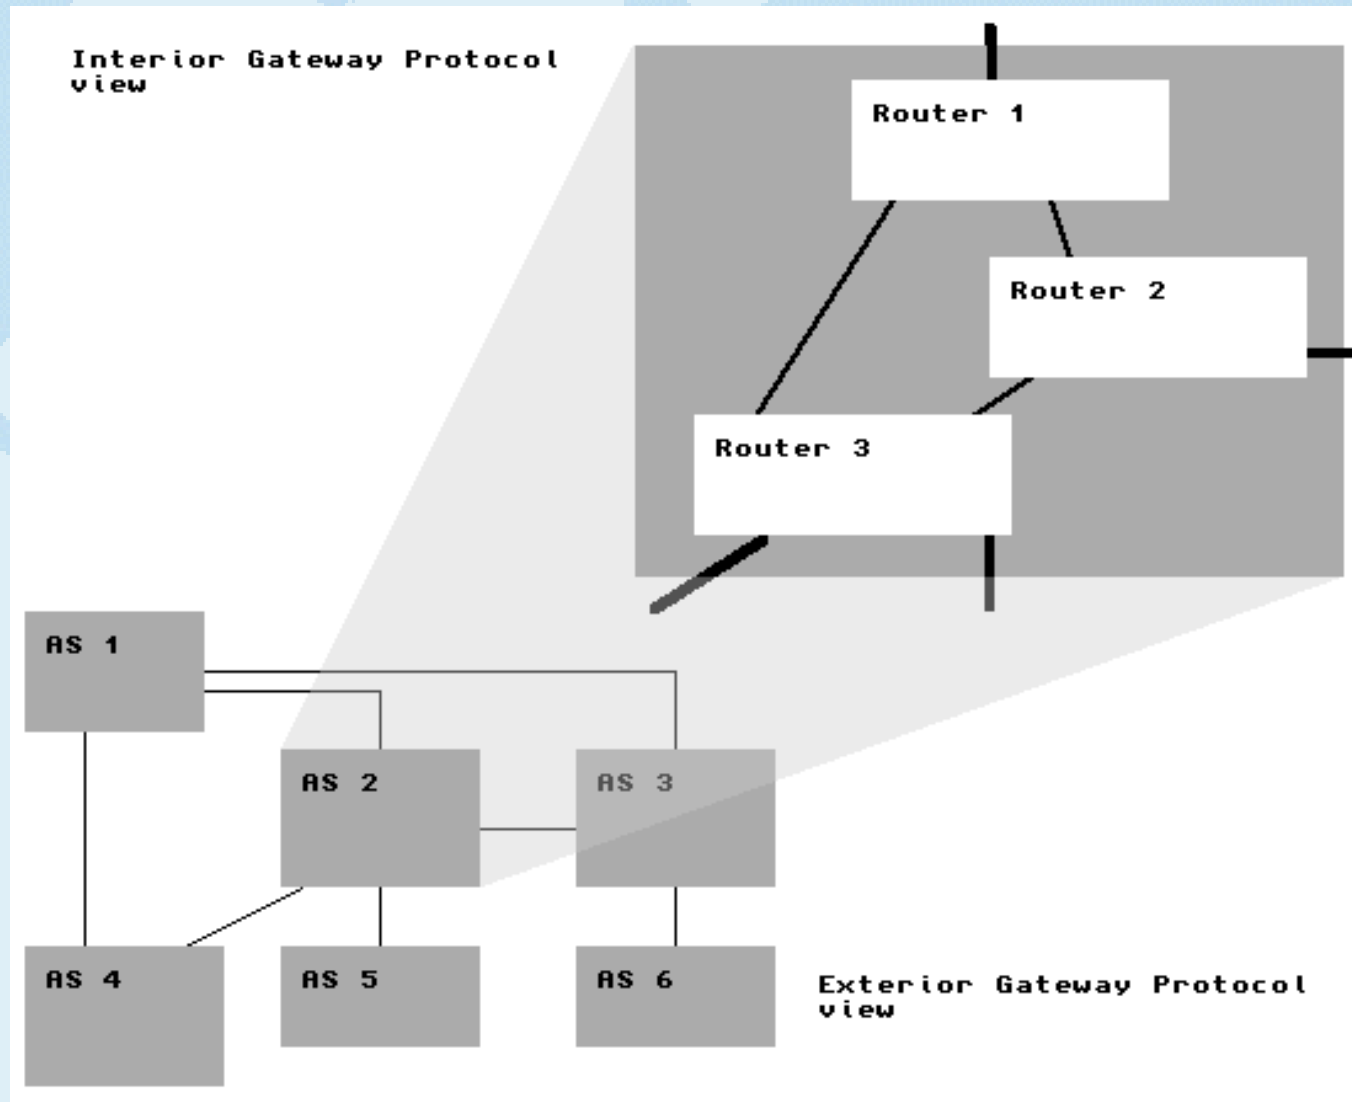 Interior Gateway Protocol
view
Router 1
Router 2
Router 3
AS 1
AS 2
AS 3
AS 4
AS 5
AS 6
Exterior Gateway Protocol
view